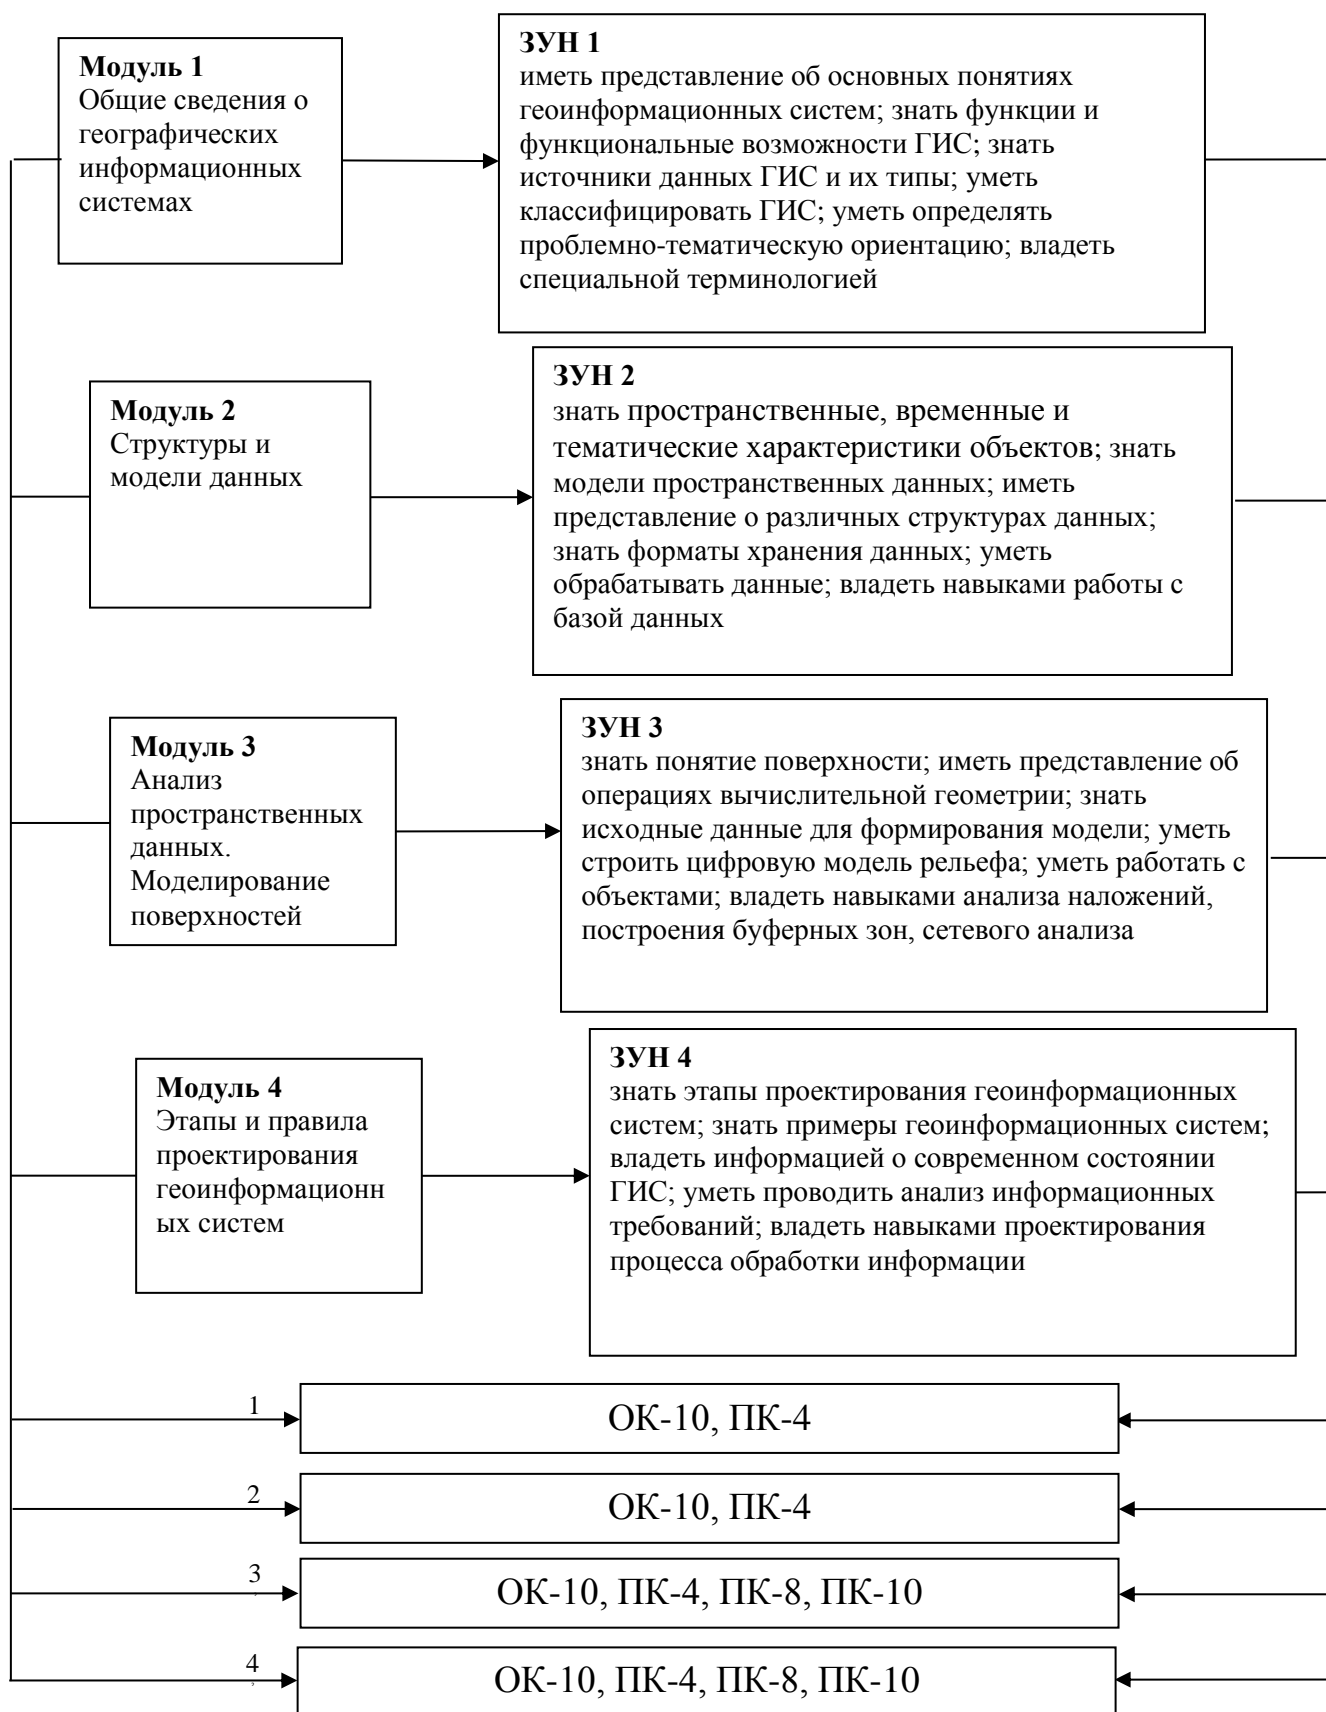 Модуль 1
Общие сведения о
географических
информационных
системах
ЗУН 1
иметь представление об основных понятиях
геоинформационных систем; знать функции и
функциональные возможности ГИС; знать
источники данных ГИС и их типы; уметь
классифицировать ГИС; уметь определять
проблемно-тематическую ориентацию; владеть
специальной терминологией
Модуль 2
Структуры и
модели данных
ЗУН 2
знать пространственные, временные и
тематические характеристики объектов; знать
модели пространственных данных; иметь
представление о различных структурах данных;
знать форматы хранения данных; уметь
обрабатывать данные; владеть навыками работы с
базой данных
Модуль 3
Анализ
пространственных
данных.
Моделирование
поверхностей
ЗУН 3
знать понятие поверхности; иметь представление об
операциях вычислительной геометрии; знать
исходные данные для формирования модели; уметь
строить цифровую модель рельефа; уметь работать с
объектами; владеть навыками анализа наложений,
построения буферных зон, сетевого анализа
Модуль 4
Этапы и правила
проектирования
геоинформационн
ых систем
ЗУН 4
знать этапы проектирования геоинформационных
систем; знать примеры геоинформационных систем;
владеть информацией о современном состоянии
ГИС; уметь проводить анализ информационных
требований; владеть навыками проектирования
процесса обработки информации
1
ОК-10, ПК-4
2
ОК-10, ПК-4
3
ОК-10, ПК-4, ПК-8, ПК-10
4
ОК-10, ПК-4, ПК-8, ПК-10